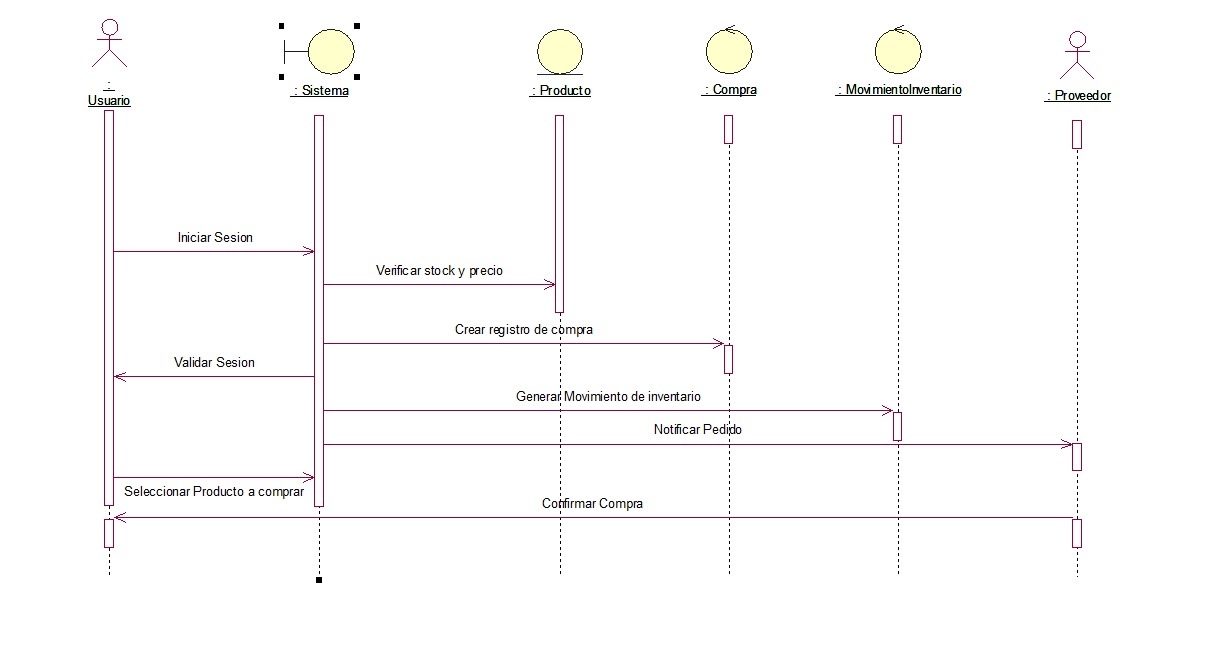 :
Usuario
: Sistema
: Producto
: Compra
: MovimientoInventario
: Proveedor
Iniciar Sesion
Verificar stock y precio
Crear registro de compra
Validar Sesion
Generar Movimiento de inventario
Notificar Pedido
Seleccionar Producto a comprar
Confirmar Compra